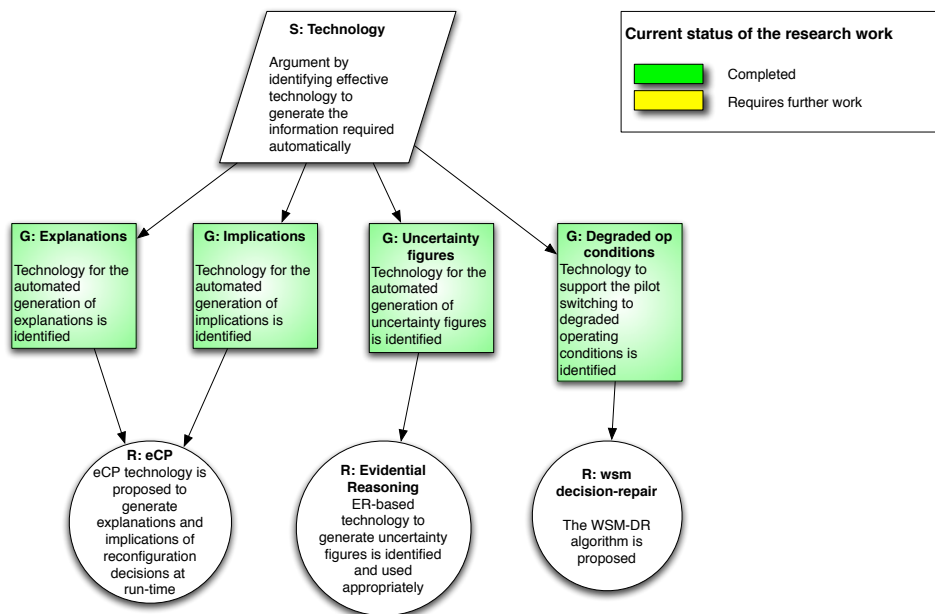 S: Technology
Argument by
identifying effective
technology to
generate the
information required
automatically
Current status of the research work
Completed
Requires further work
G: Explanations
Technology for the
automated
generation of
explanations is
identified
G: Implications
Technology for the
automated
generation of
implications is
identified
G: Uncertainty
figures
Technology for the
automated
generation of
uncertainty figures
is identified
G: Degraded op
conditions
Technology to
support the pilot
switching to
degraded
operating
conditions is
identified
R: eCP
eCP technology is
proposed to
generate
explanations and
implications of
reconfiguration
decisions at
run-time
R: Evidential
Reasoning
ER-based
technology to
generate uncertainty
figures is identified
and used
appropriately
R: wsm
decision-repair
The WSM-DR
algorithm is
proposed